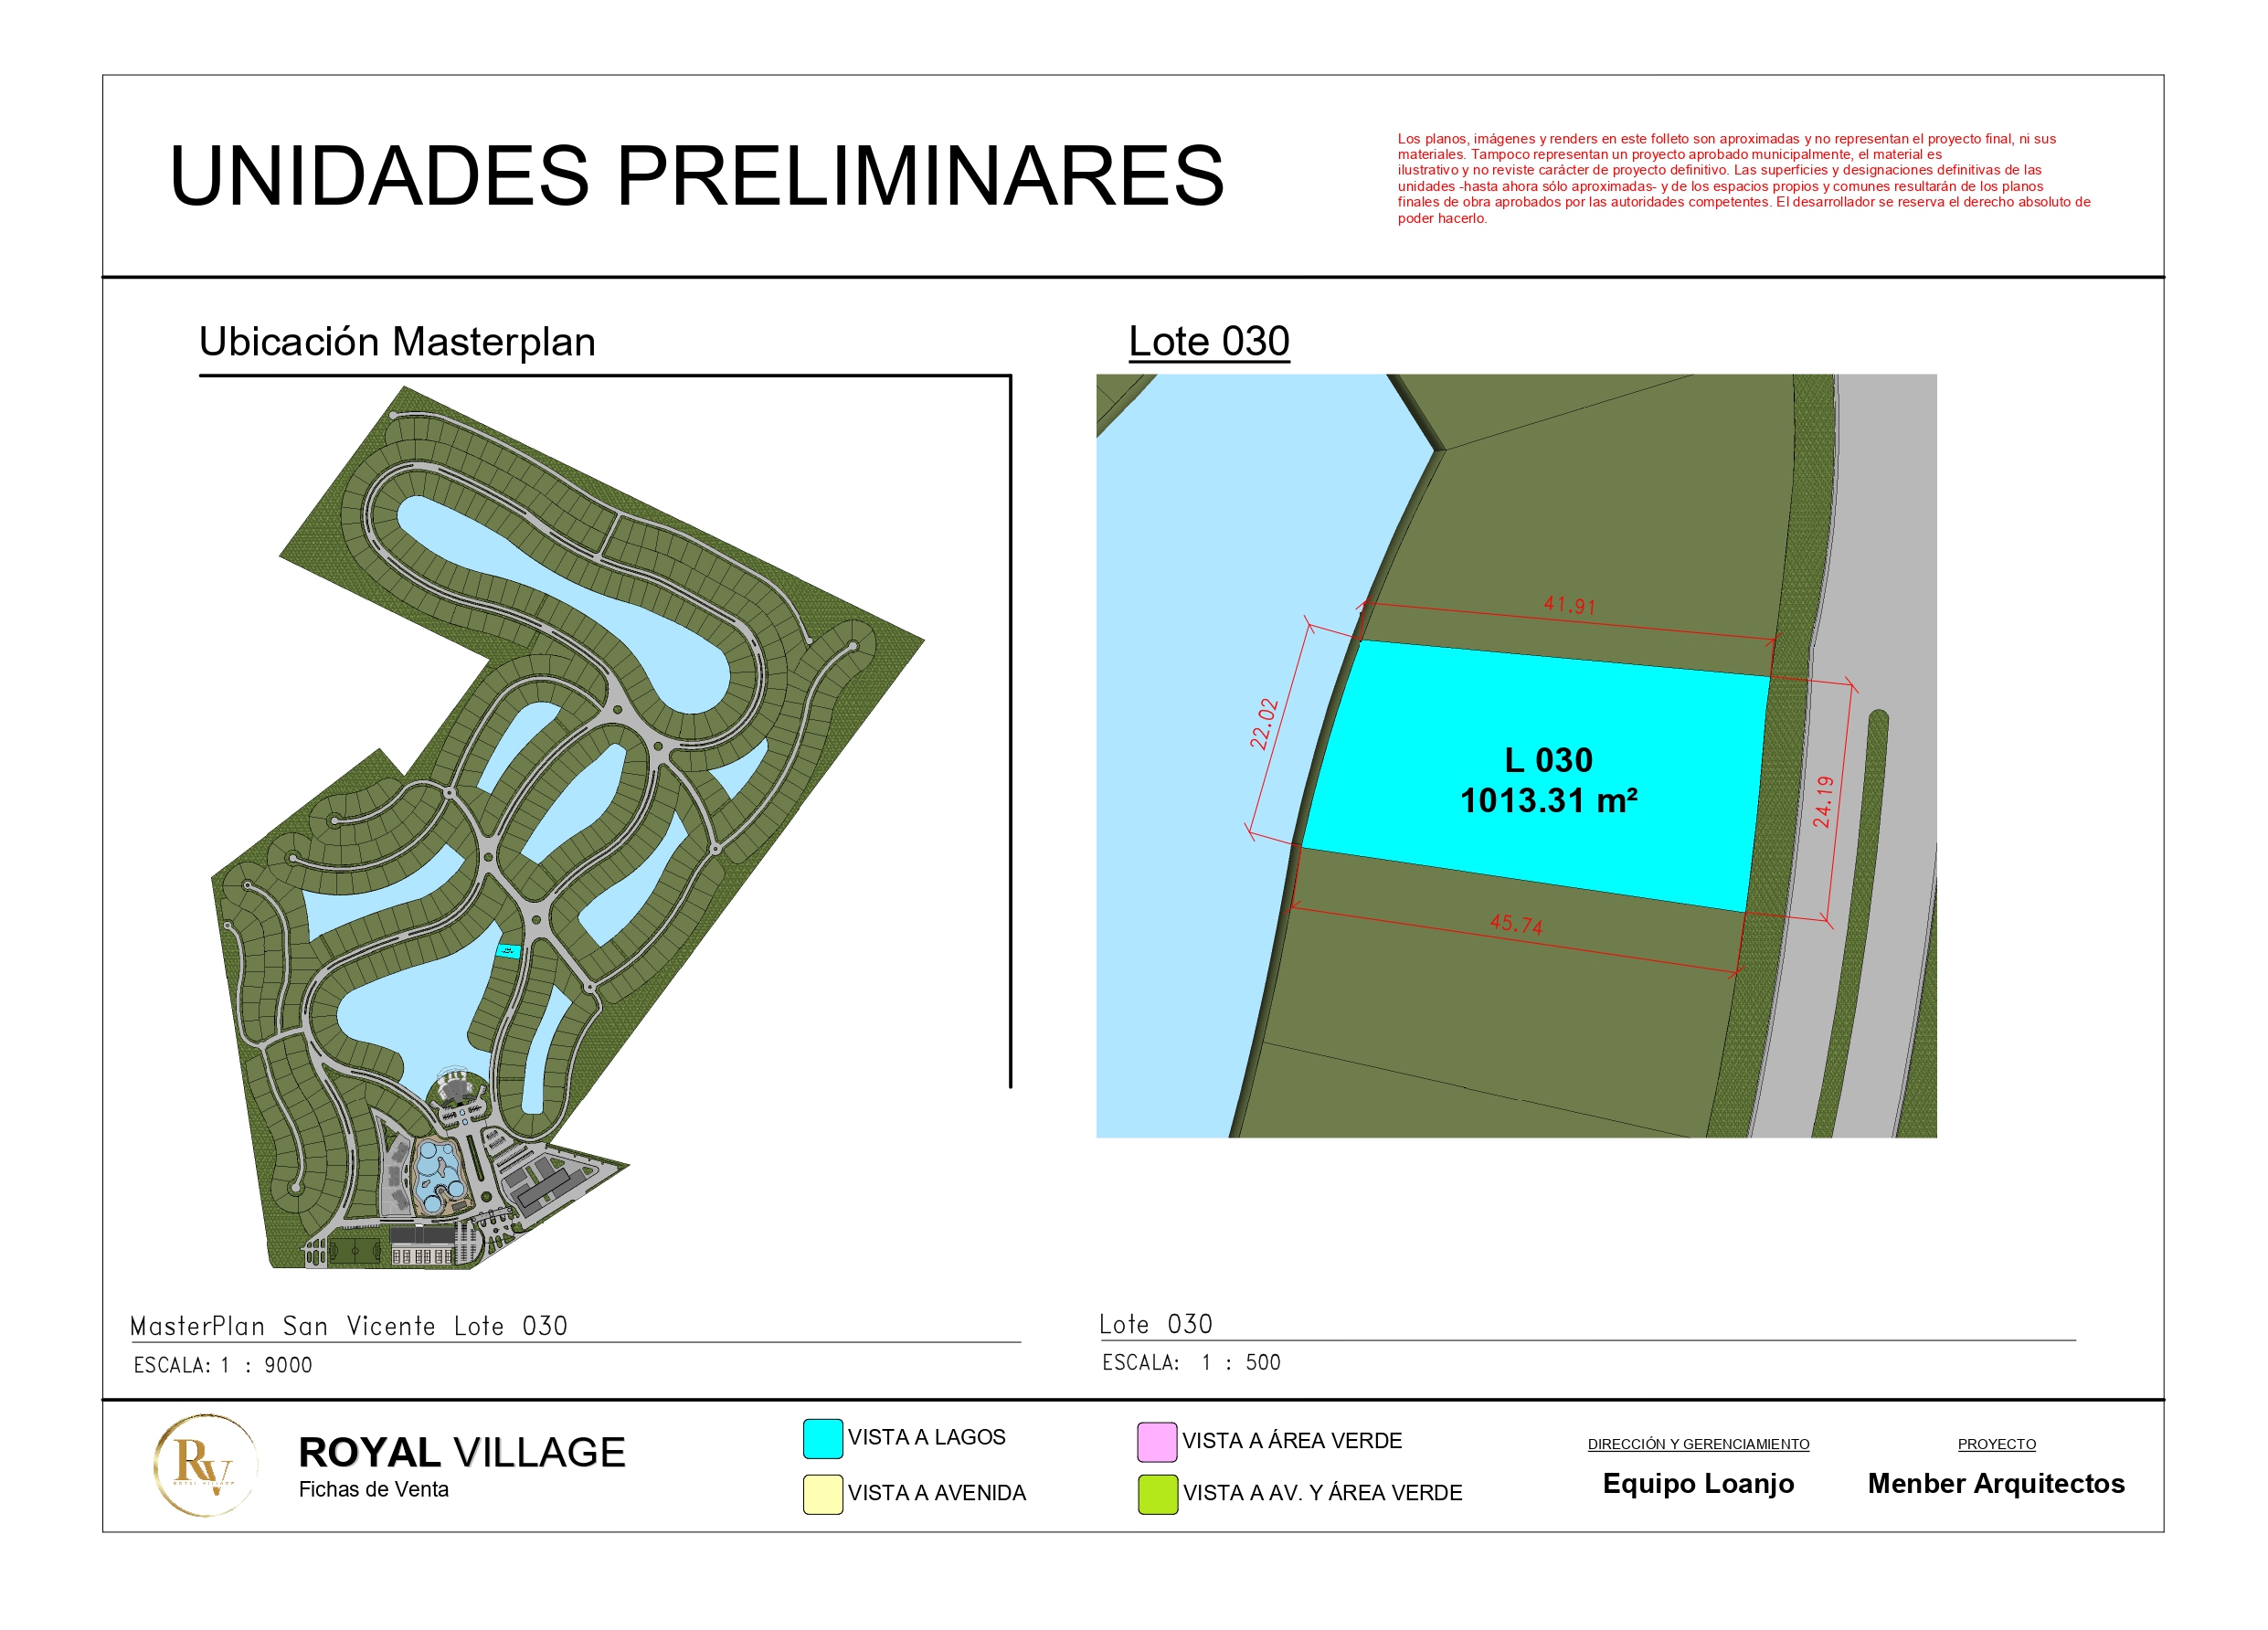 UNIDADES PRELIMINARES
Los planos, imágenes y renders en este folleto son aproximadas y no representan el proyecto final, ni sus
materiales. Tampoco representan un proyecto aprobado municipalmente, el material es
ilustrativo y no reviste carácter de proyecto definitivo. Las superficies y designaciones definitivas de las
unidades -hasta ahora sólo aproximadas- y de los espacios propios y comunes resultarán de los planos
finales de obra aprobados por las autoridades competentes. El desarrollador se reserva el derecho absoluto de
poder hacerlo.
Ubicación Masterplan
Lote 030
41.91
22.02
L 030
1013.31 m²
24.19
45.74
MasterPlan San Vicente Lote 030
ESCALA: 1 : 9000
Lote 030
ESCALA: 1 : 500
RV
ROYAL VILLAGE
ROYAL VILLAGE
Fichas de Venta
VISTA A LAGOS
VISTA A AVENIDA
VISTA A ÁREA VERDE
VISTA A AV. Y ÁREA VERDE
DIRECCIÓN Y GERENCIAMIENTO
Equipo Loanjo
PROYECTO
Menber Arquitectos